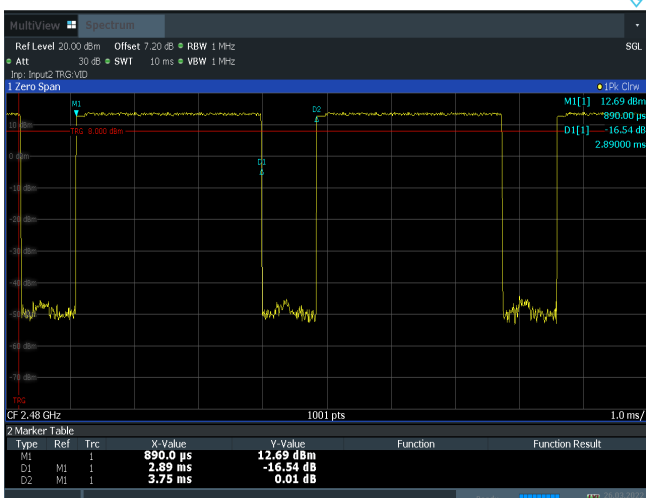 MultiView Spectrum
Ref Level 20.00 dBm Offset 7.20 dB RBW 1 MHz SGL
Att 30 dB SWT 10 ms VBW 1 MHz
Inp: Input2 TRG:VID
1 Zero Span 1Pk Clrw
M1 D2 M1[1] 12.69 dBm
10 dBm 890.00 µs
TRG 8.000 dBm D1[1] -16.54 dB
2.89000 ms
0 dBm D1
-10 dBm
-20 dBm
-30 dBm
-40 dBm
-60 dBm
-70 dBm
TRG
CF 2.48 GHz 1001 pts 1.0 ms/
2 Marker Table
Type Ref Trc X-Value Y-Value Function Function Result
M1 1 890.0 µs 12.69 dBm
D1 M1 1 2.89 ms -16.54 dB
D2 M1 1 3.75 ms 0.01 dB
26.03.2022